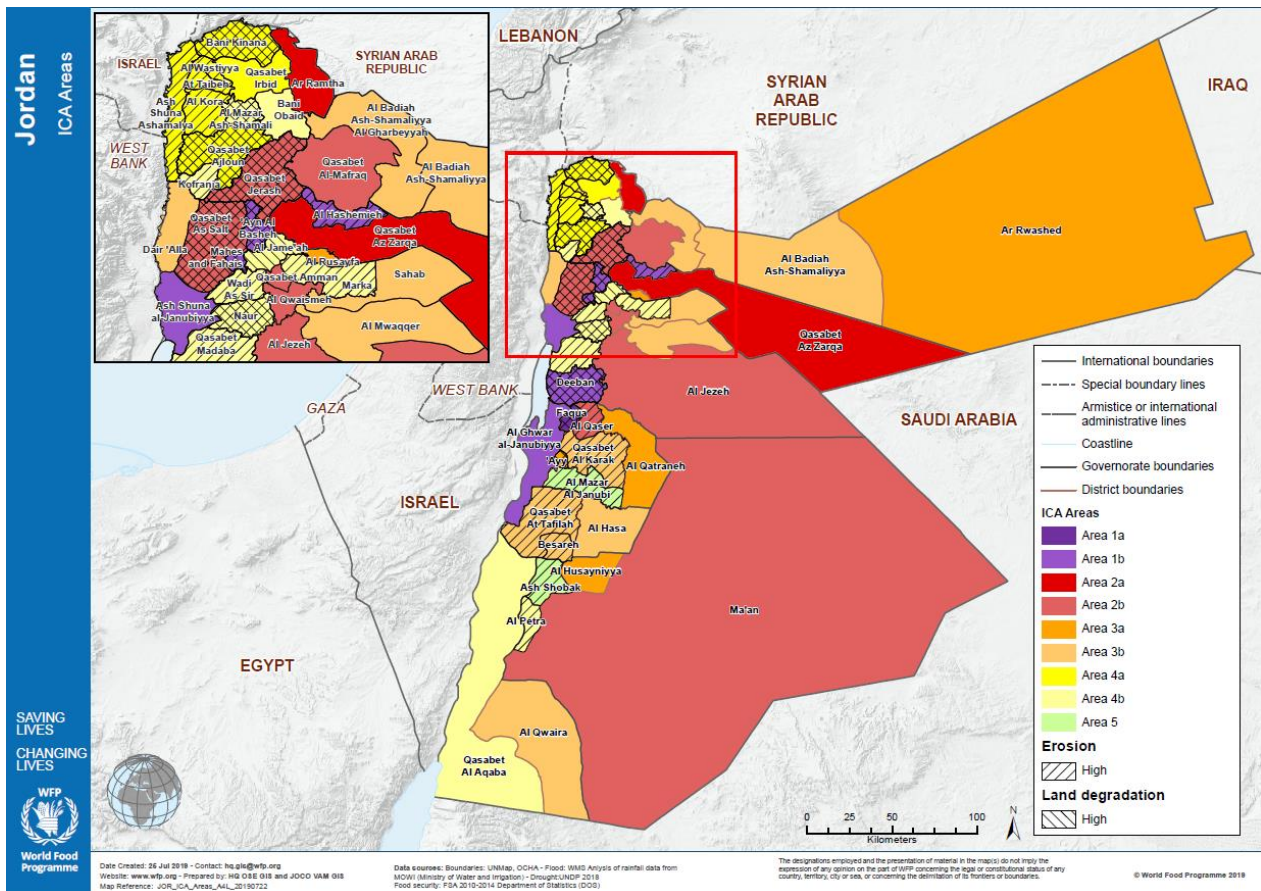 Jordan
ICA Areas
SAVING
LIVES
CHANGING
LIVES
WFP
World Food
Programme
ISRAEL
SYRIAN ARAB
REPUBLIC
WEST
BANK
Bani Kinana
Al Wastiyya
Qasabet
Irbid
Ar Ramtha
At Taibeh
Ash
Shuna
Ashamalya
Al Kora
Al Mazar
Ash-Shamali
Bani
Obaid
Al Badiah
Ash-Shamaliyya
Al Gharbeyyah
Qasabet
Ajloun
Qasabet
Al-Mafraq
Al Badiah
Ash-Shamaliyya
Kofranja
Qasabet
Jerash
Al Hashemieh
Qasabet
As Salt
'Ayn Al
Basheh
Qasabet
Az Zarqa
Dair 'Alla
Mahes
and Fahais
Al Jame'ah
Al Rusayfa
Qasabet Amman
Marka
Sahab
Wadi
As Sir
Ash Shuna
al-Janubiyya
Al Qwaismeh
Naur
Al Mwaqqer
Qasabet
Madaba
Al Jezeh
LEBANON
SYRIAN
ARAB
REPUBLIC
IRAQ
Ar Rwashed
Al Badiah
Ash-Shamaliyya
Qasabet
Az Zarqa
WEST BANK
GAZA
ISRAEL
EGYPT
SAUDI ARABIA
Deeban
Al Jezeh
Faqua
Al Qaser
Al Ghwar
al-Janubiyya
Qasabet
Al Karak
'Ayy
Al Qatraneh
Al Mazar
Al Janubi
Qasabet
At Tafilah
Al Hasa
Besareh
Al Husayniyya
Ash Shobak
Al Petra
Ma'an
Al Qwaira
Qasabet
Al Aqaba
International boundaries
Special boundary lines
Armistice or international
administrative lines
Coastline
Governorate boundaries
District boundaries
ICA Areas
Area 1a
Area 1b
Area 2a
Area 2b
Area 3a
Area 3b
Area 4a
Area 4b
Area 5
Erosion
High
Land degradation
High
0 20 40 60 80 100
Kilometers
N
Date Created: 25 Jul 2019 - Contact: hq.gis@wfp.org
Website: www.wfp.org - Prepared by: HQ OSE GIS and JOCO VAM GIS
Map Reference: JOR_ICA_Areas_A4L_20190722
Data sources: Boundaries: UNMap, OCHA - Flood: WMS Anlysis of rainfall data from
MOWI (Ministry of Water and Irrigation) - Drought:UNDP 2018
Food security: FSA 2010-2014 Department of Statistics (DOS)
The designations employed and the presentation of material in the map(s) do not imply the
expression of any opinion on the part of WFP concerning the legal or constitutional status of any
country, territory, city or sea, or concerning the delimitation of its frontiers or boundaries.
© World Food Programme 2019